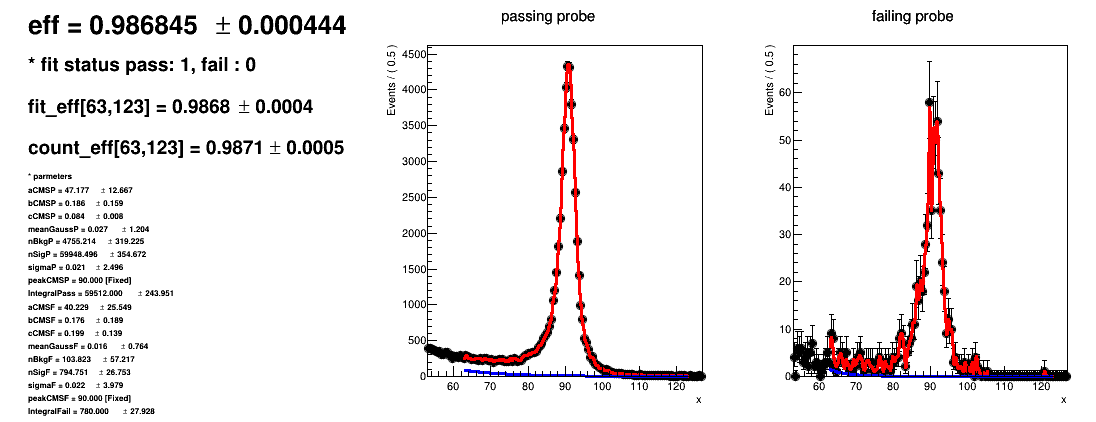 eff = 0.986845 ± 0.000444
* fit status pass: 1, fail : 0
fit_eff[63,123] = 0.9868 ± 0.0004
count_eff[63,123] = 0.9871 ± 0.0005
* parmeters
aCMSP = 47.177 ± 12.667
bCMSP = 0.186 ± 0.159
cCMSP = 0.084 ± 0.008
meanGaussP = 0.027 ± 1.204
nBkgP = 4755.214 ± 319.225
nSigP = 59948.496 ± 354.672
sigmaP = 0.021 ± 2.496
peakCMSP = 90.000 [Fixed]
IntegralPass = 59512.000 ± 243.951
aCMSF = 40.229 ± 25.549
bCMSF = 0.176 ± 0.189
cCMSF = 0.199 ± 0.139
meanGaussF = 0.016 ± 0.764
nBkgF = 103.823 ± 57.217
nSigF = 794.751 ± 26.753
sigmaF = 0.022 ± 3.979
peakCMSF = 90.000 [Fixed]
IntegralFail = 780.000 ± 27.928
passing probe
Events / ( 0.5 )
4500
4000
3500
3000
2500
2000
1500
1000
500
0
60 70 80 90 100 110 120
x
failing probe
Events / ( 0.5 )
60
50
40
30
20
10
0
60 70 80 90 100 110 120
x